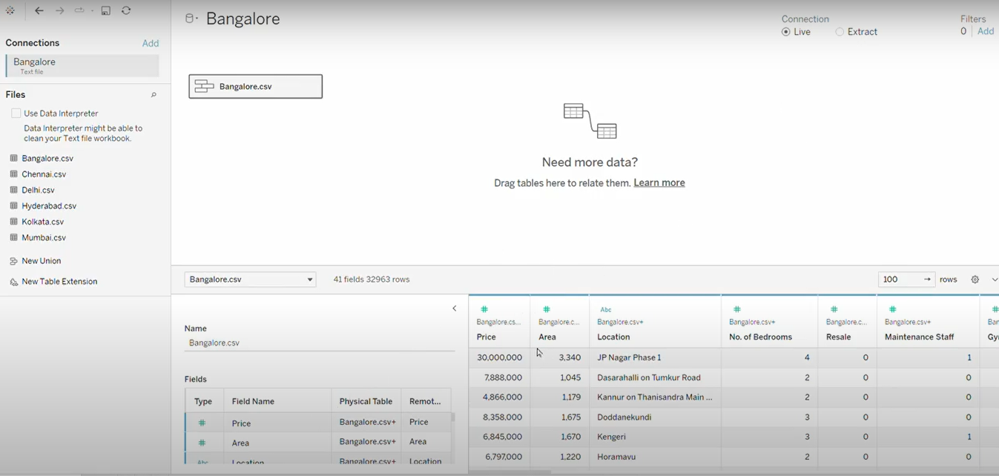 Bangalore
Connection
Live
Extract
Filters
0
Add
Connections
Add
Bangalore
Text file
Files
Use Data Interpreter
Data Interpreter might be able to
clean your Text file workbook.
Bangalore.csv
Chennai.csv
Delhi.csv
Hyderabad.csv
Kolkata.csv
Mumbai.csv
New Union
New Table Extension
Bangalore.csv
Need more data?
Drag tables here to relate them. Learn more
Bangalore.csv
41 fields 32963 rows
100 → rows
Name
Bangalore.csv
Fields
Type Field Name Physical Table Remot...
# Price Bangalore.csv+ Price
# Area Bangalore.csv+ Area
Abc Location Bangalore.csv+ Location
# # Abc # # # #
Bangalore.cs... Bangalore.c... Bangalore.csv+ Bangalore.csv+ Bangalore.c... Bangalore.csv+ Ban
Price Area Location No. of Bedrooms Resale Maintenance Staff Gy
30,000,000 3,340 JP Nagar Phase 1 4 0 1
7,888,000 1,045 Dasarahalli on Tumkur Road 2 0 0
4,866,000 1,179 Kannur on Thanisandra Main ... 2 0 0
8,358,000 1,675 Doddanekundi 3 0 0
6,845,000 1,670 Kengeri 3 0 1
6,797,000 1,220 Horamavu 2 0 0